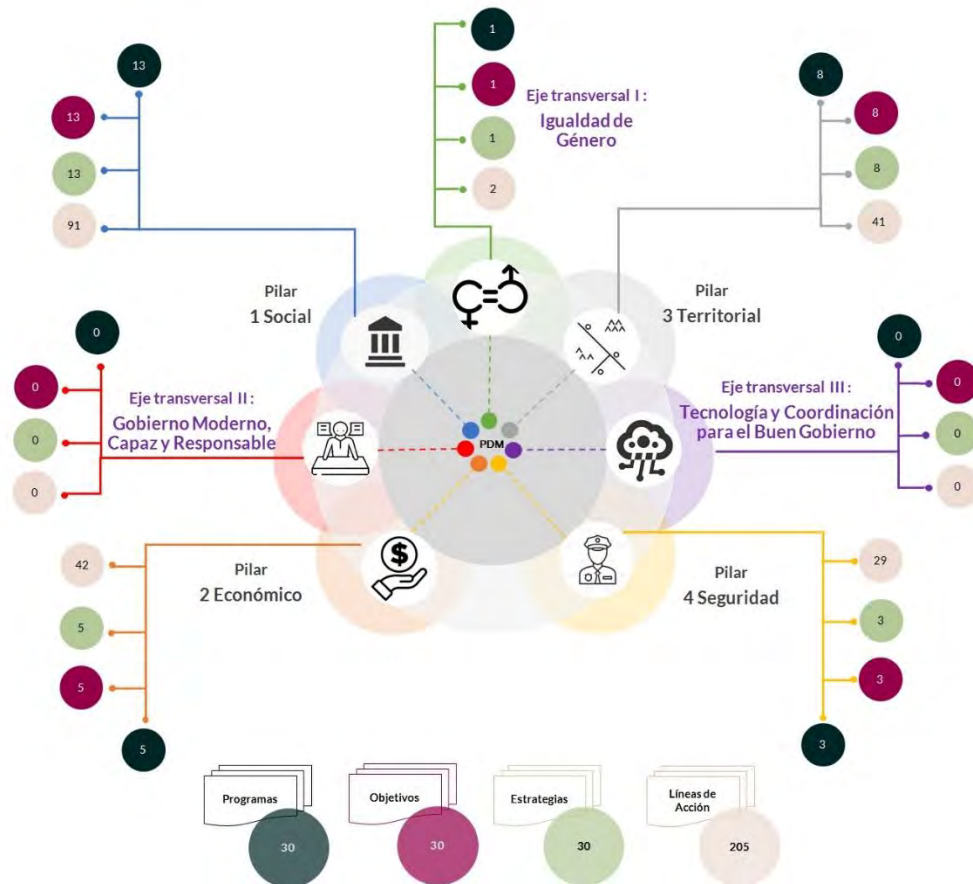 1
1
1
2
Eje transversal I :
Igualdad de
Género
13
13
13
91
8
8
8
41
Pilar
1 Social
Pilar
3 Territorial
0
0
0
0
Eje transversal II :
Gobierno Moderno,
Capaz y Responsable
PDM
Eje transversal III :
Tecnología y Coordinación
para el Buen Gobierno
0
0
0
0
42
5
5
5
Pilar
2 Económico
$
Pilar
4 Seguridad
29
3
3
3
Programas
30
Objetivos
30
Estrategias
30
Líneas de
Acción
205